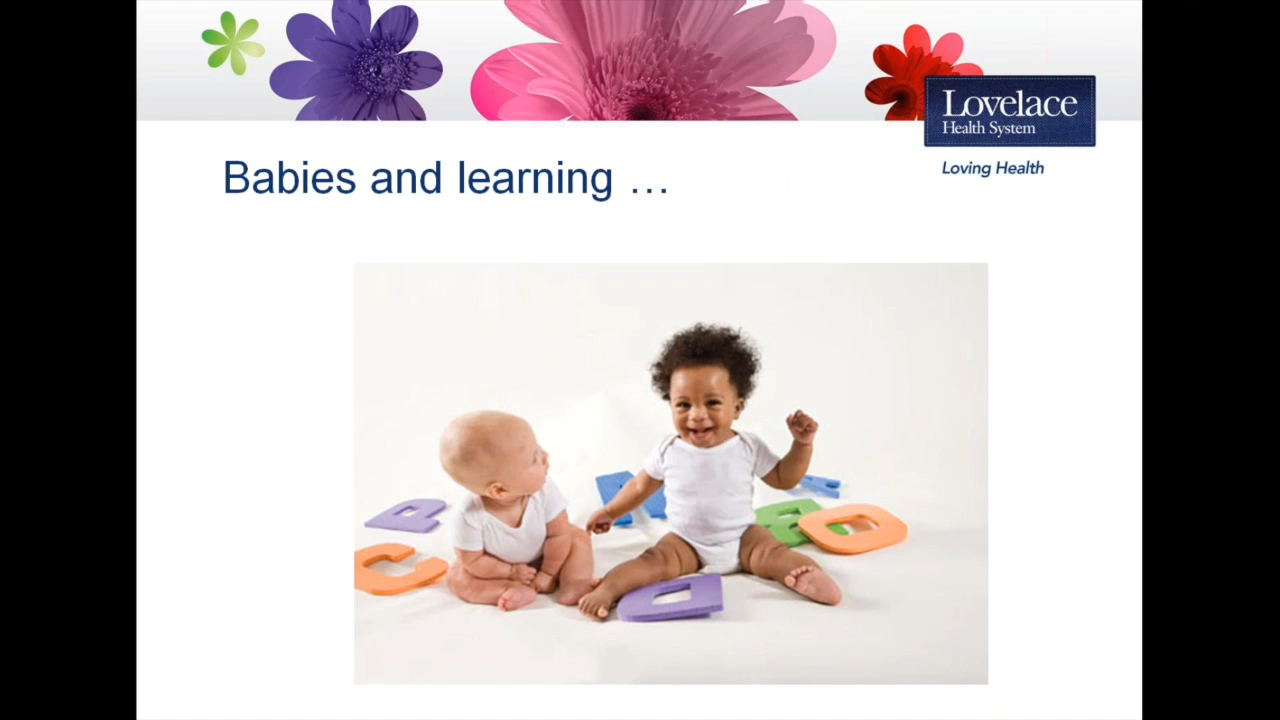 Lovelace
Health System
Loving Health
Babies and learning …
P
C
A
D
R
O